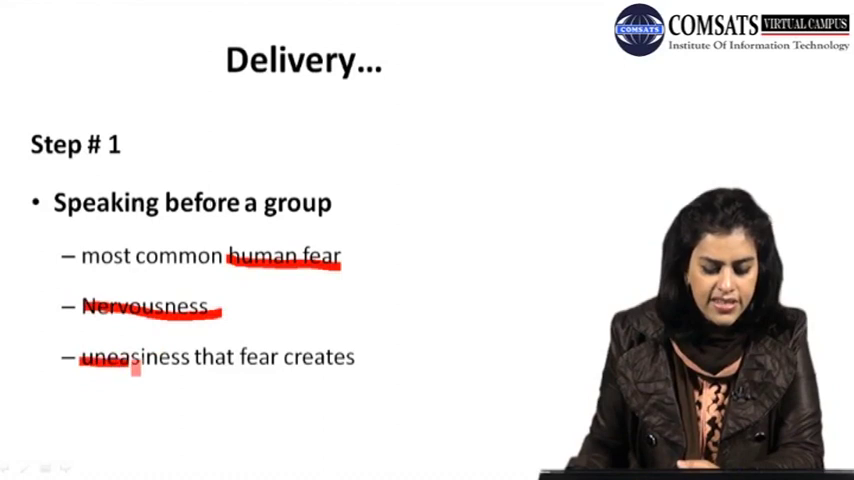 COMSATS VIRTUAL CAMPUS
COMSATS
Institute Of Information Technology
Delivery...
Step # 1
• Speaking before a group
– most common human fear
– Nervousness
– uneasiness that fear creates